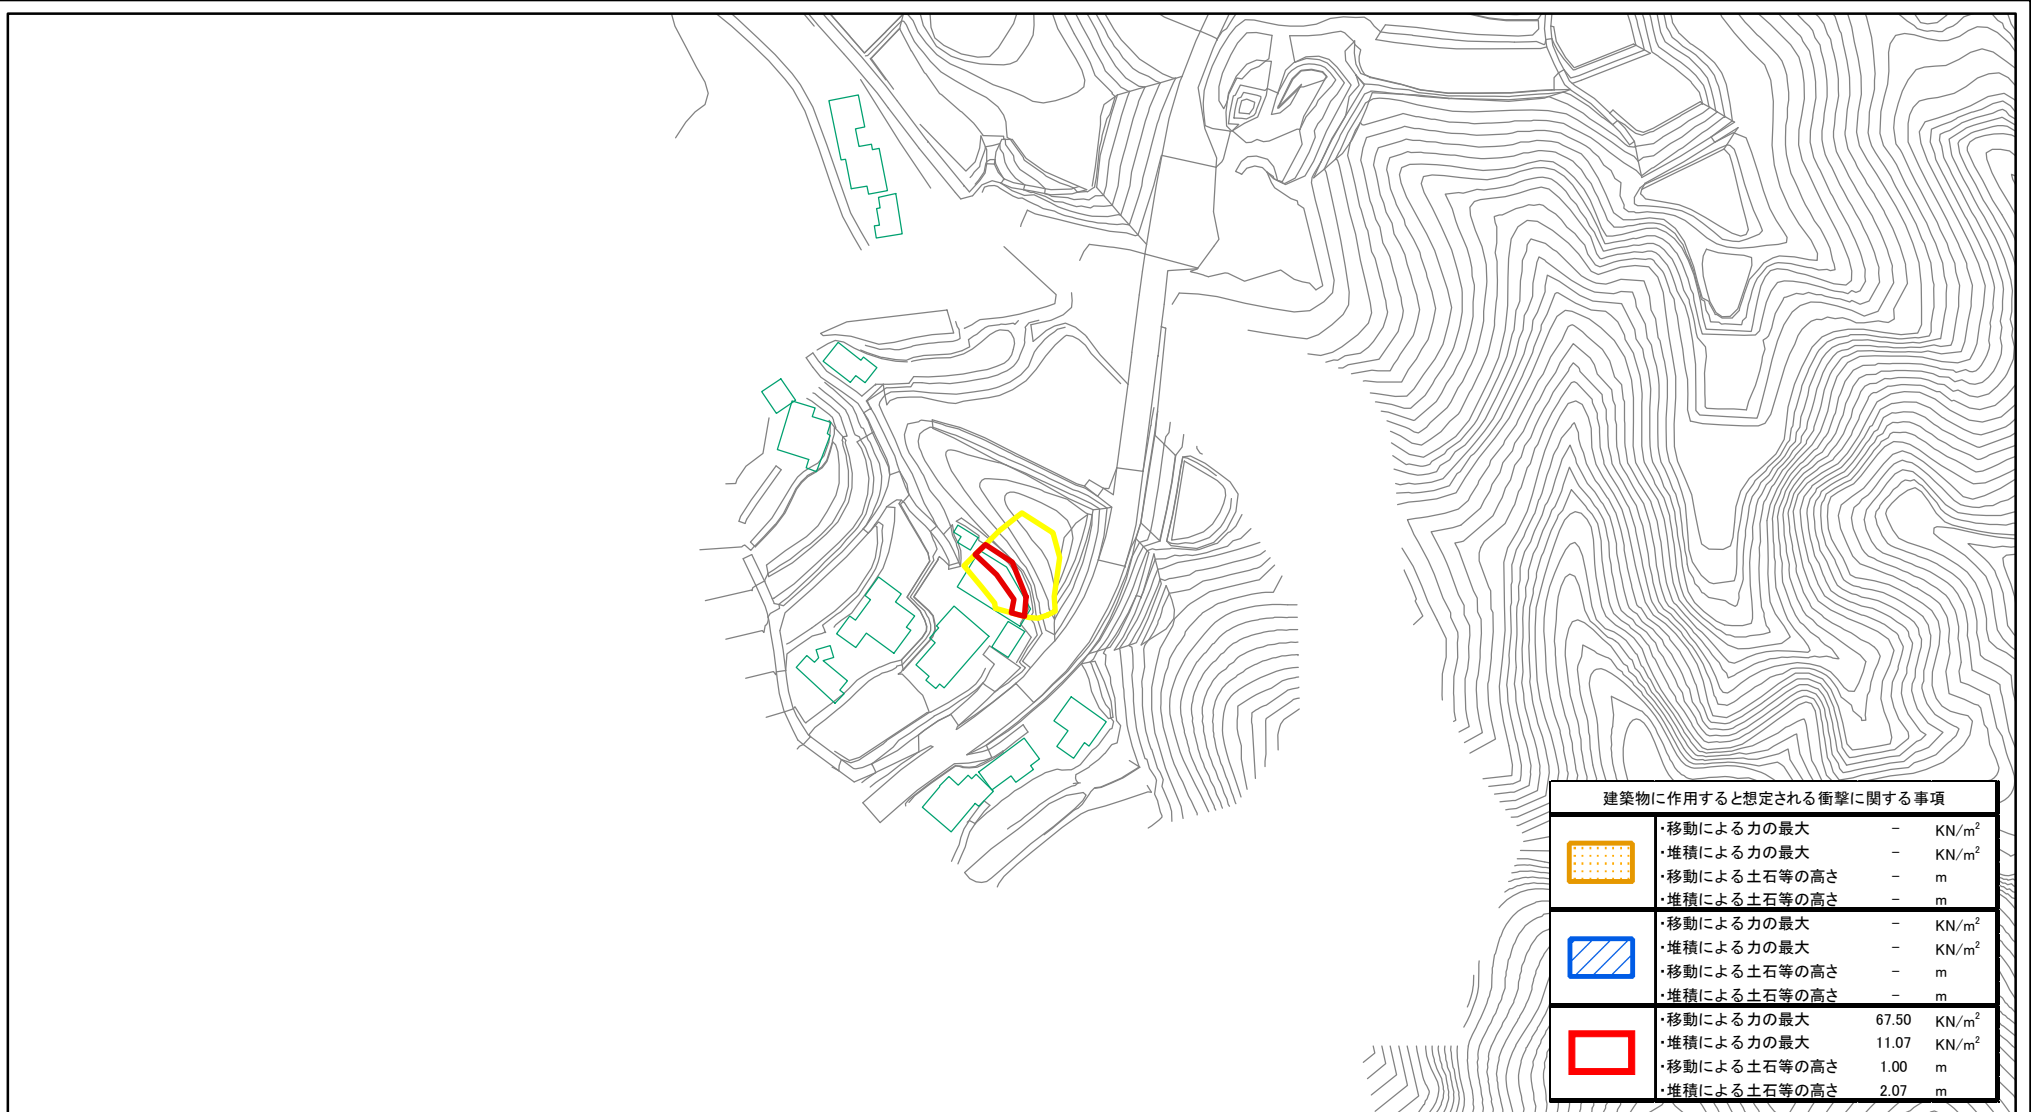 建築物に作用すると想定される衝撃に関する事項
・移動による力の最大 － KN/m²
・堆積による力の最大 － KN/m²
・移動による土石等の高さ － m
・堆積による土石等の高さ － m
・移動による力の最大 － KN/m²
・堆積による力の最大 － KN/m²
・移動による土石等の高さ － m
・堆積による土石等の高さ － m
・移動による力の最大 67.50 KN/m²
・堆積による力の最大 11.07 KN/m²
・移動による土石等の高さ 1.00 m
・堆積による土石等の高さ 2.07 m